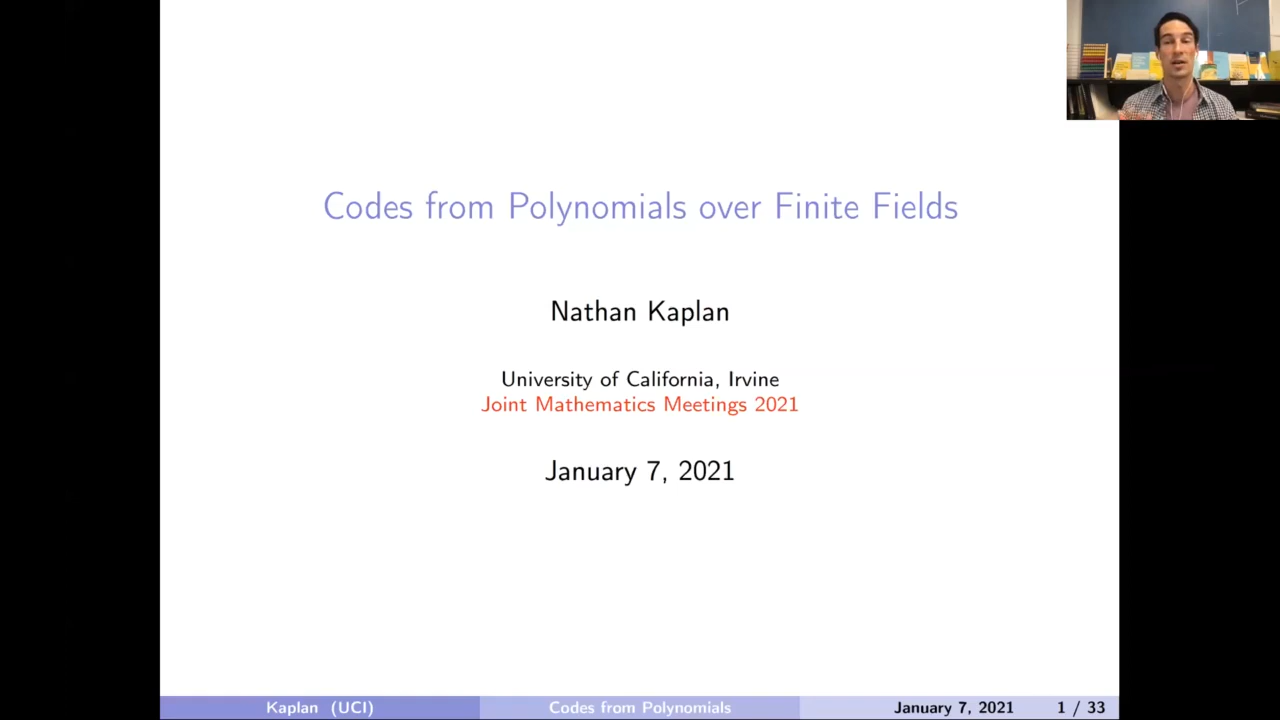 Codes from Polynomials over Finite Fields
Nathan Kaplan
University of California, Irvine
Joint Mathematics Meetings 2021
January 7, 2021
Kaplan (UCI) Codes from Polynomials January 7, 2021 1 / 33